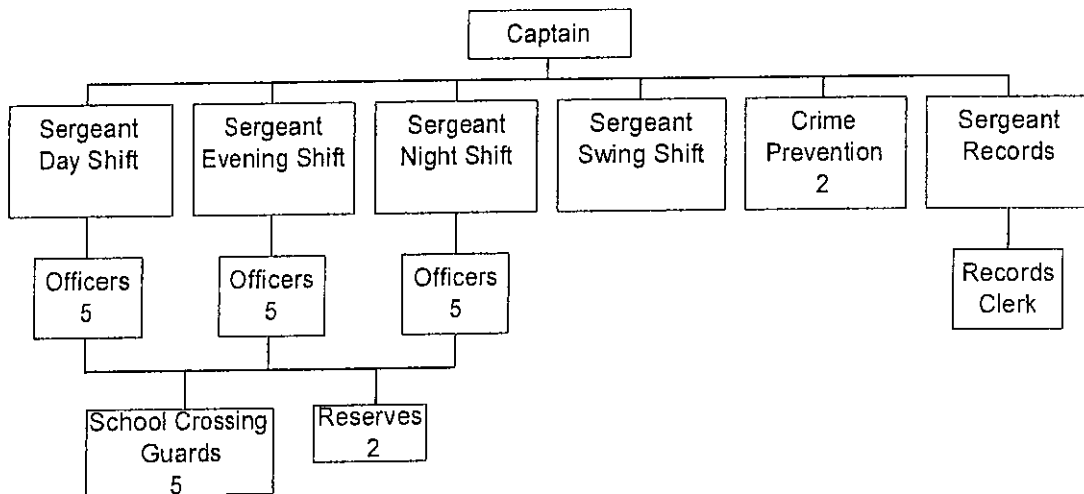 Captain
Sergeant
Day Shift
Sergeant
Evening Shift
Sergeant
Night Shift
Sergeant
Swing Shift
Crime
Prevention
2
Sergeant
Records
Officers
5
Officers
5
Officers
5
Records
Clerk
School Crossing
Guards
5
Reserves
2